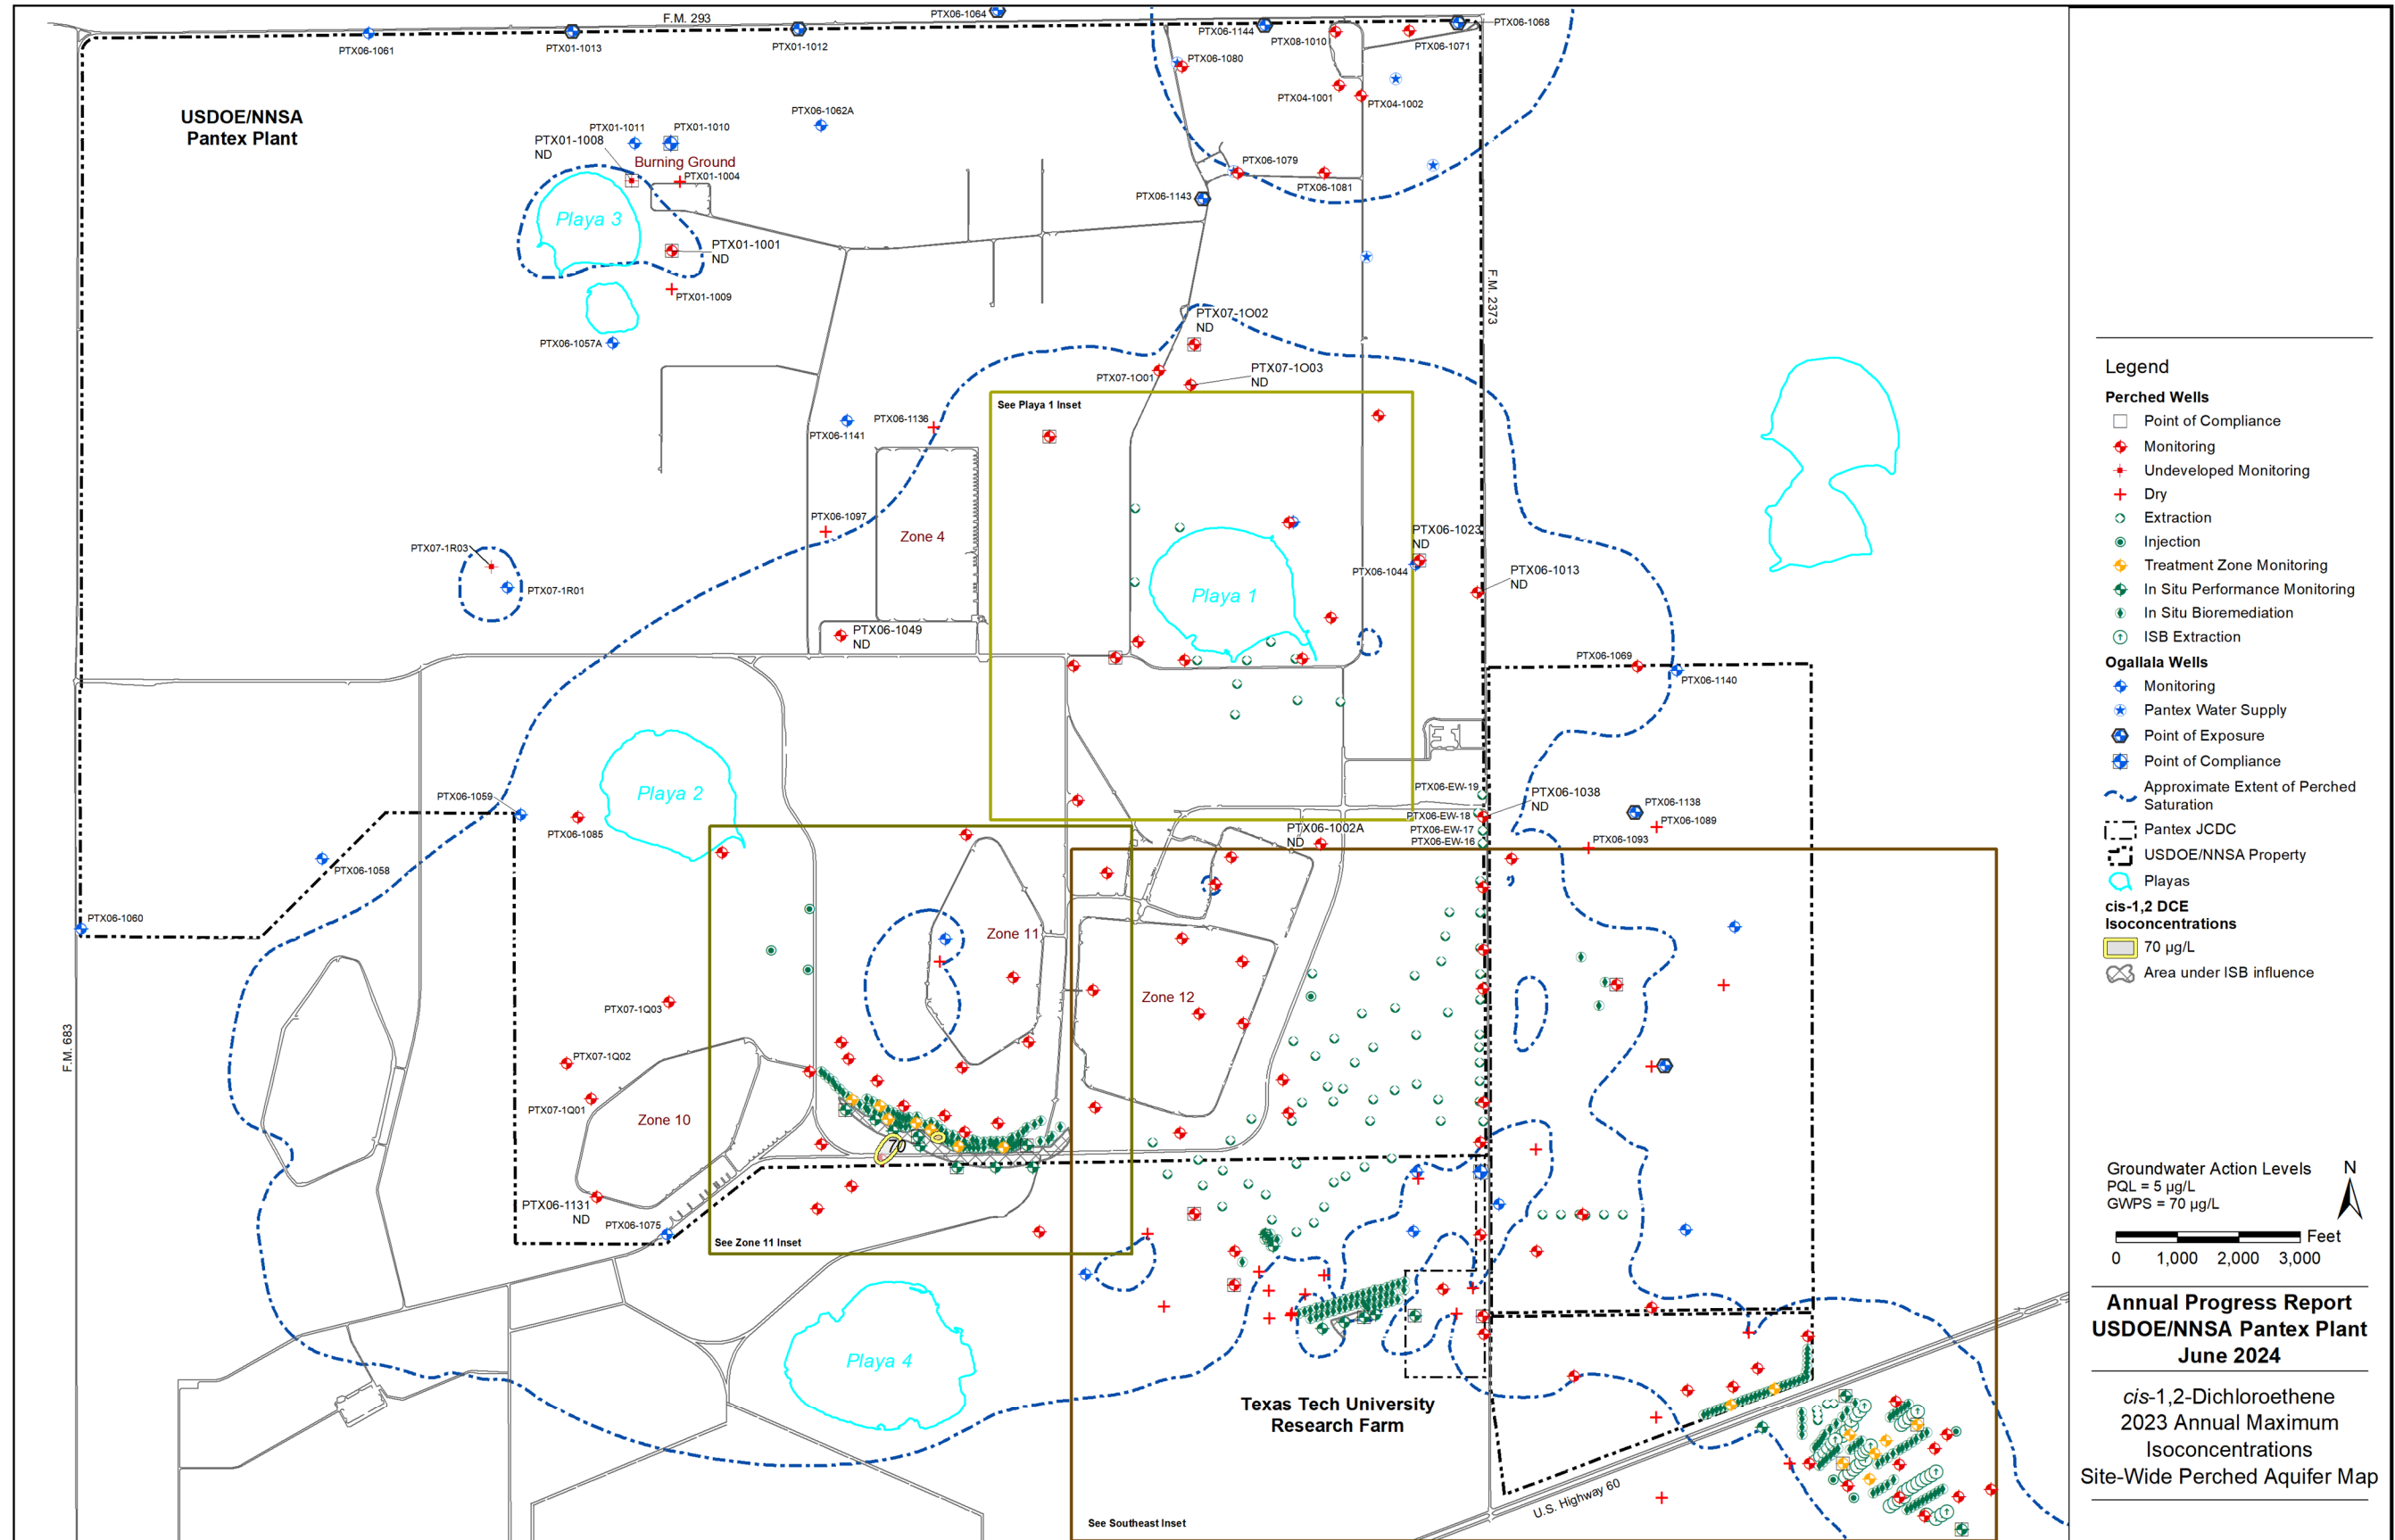 F.M. 293
PTX06-1064
PTX06-1061
PTX01-1013
PTX01-1012
PTX06-1144
PTX08-1010
PTX06-1068
PTX06-1071
PTX06-1080
PTX04-1001
PTX04-1002
USDOE/NNSA
Pantex Plant
PTX06-1062A
PTX01-1011
PTX01-1010
PTX01-1008
ND
Burning Ground
PTX01-1004
Playa 3
PTX01-1001
ND
PTX01-1009
PTX06-1057A
PTX06-1079
PTX06-1081
PTX06-1143
F.M. 2373
PTX07-1O02
ND
PTX07-1O01
PTX07-1O03
ND
See Playa 1 Inset
PTX06-1136
PTX06-1141
PTX06-1097
Zone 4
PTX07-1R03
PTX07-1R01
PTX06-1023
ND
PTX06-1044
PTX06-1013
ND
Playa 1
PTX06-1049
ND
PTX06-1069
PTX06-1140
Playa 2
PTX06-1059
PTX06-1085
PTX06-1058
PTX06-1060
PTX06-EW-19
PTX06-EW-18
PTX06-EW-17
PTX06-EW-16
PTX06-1038
ND
PTX06-1002A
ND
PTX06-1138
PTX06-1089
PTX06-1093
Zone 11
Zone 12
PTX07-1Q03
PTX07-1Q02
PTX07-1Q01
Zone 10
F.M. 683
70
PTX06-1131
ND
PTX06-1075
See Zone 11 Inset
Playa 4
Texas Tech University
Research Farm
U.S. Highway 60
See Southeast Inset
Legend
Perched Wells
Point of Compliance
Monitoring
Undeveloped Monitoring
Dry
Extraction
Injection
Treatment Zone Monitoring
In Situ Performance Monitoring
In Situ Bioremediation
ISB Extraction
Ogallala Wells
Monitoring
Pantex Water Supply
Point of Exposure
Point of Compliance
Approximate Extent of Perched
Saturation
Pantex JCDC
USDOE/NNSA Property
Playas
cis-1,2 DCE
Isoconcentrations
70 µg/L
Area under ISB influence
Groundwater Action Levels
PQL = 5 µg/L
GWPS = 70 µg/L
N
Feet
0 1,000 2,000 3,000
Annual Progress Report
USDOE/NNSA Pantex Plant
June 2024
cis-1,2-Dichloroethene
2023 Annual Maximum
Isoconcentrations
Site-Wide Perched Aquifer Map